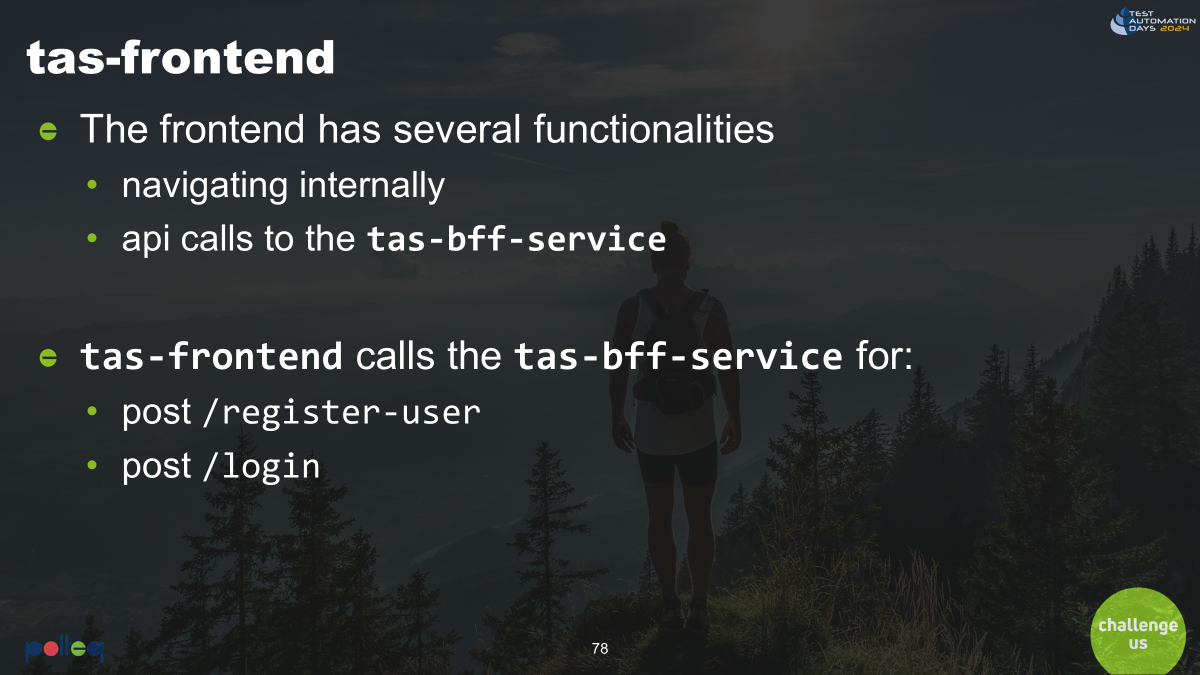 TEST
AUTOMATION
DAYS 2024
tas-frontend
The frontend has several functionalities
navigating internally
api calls to the tas-bff-service
tas-frontend calls the tas-bff-service for:
post /register-user
post /login
polteq
78
challenge
us